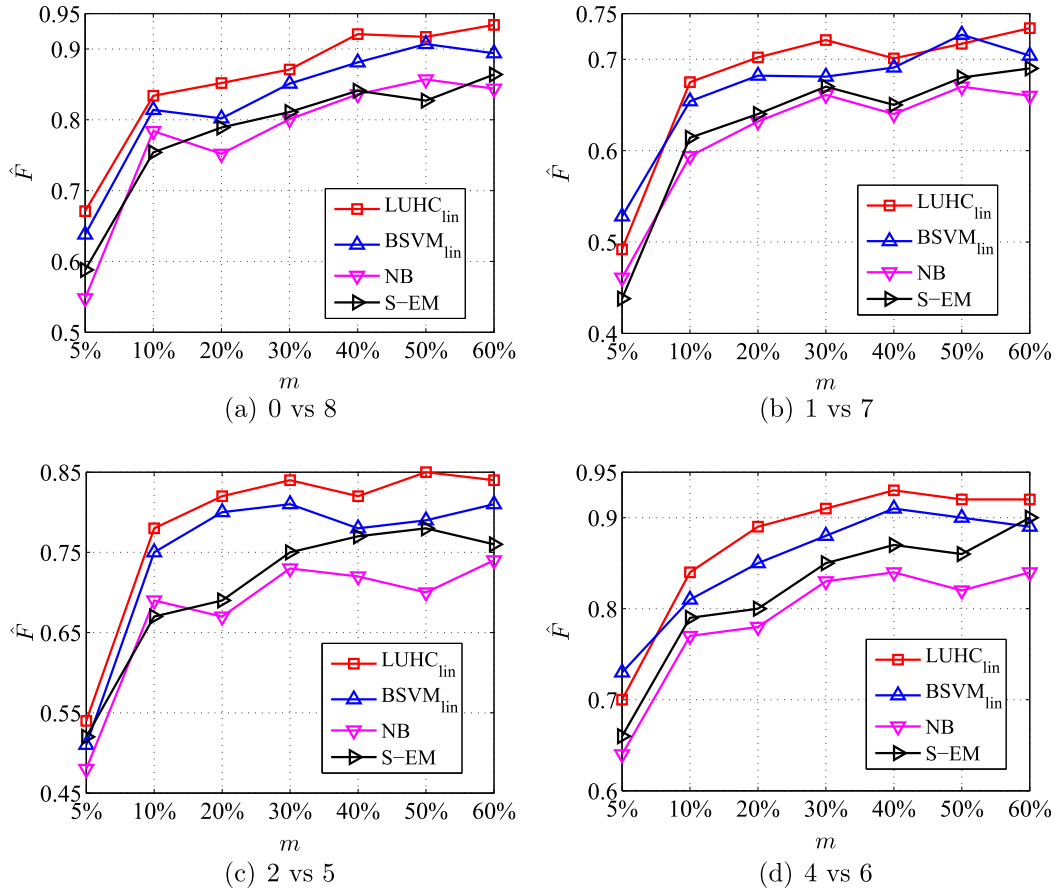 0.95
0.9
0.8
0.7
0.6
0.5
F̂
5% 10% 20% 30% 40% 50% 60%
m
LUHC_lin
BSVM_lin
NB
S−EM
(a) 0 vs 8
0.75
0.7
0.6
0.5
0.4
F̂
5% 10% 20% 30% 40% 50% 60%
m
LUHC_lin
BSVM_lin
NB
S−EM
(b) 1 vs 7
0.85
0.75
0.65
0.55
0.45
F̂
5% 10% 20% 30% 40% 50% 60%
m
LUHC_lin
BSVM_lin
NB
S−EM
(c) 2 vs 5
0.95
0.9
0.8
0.7
0.6
F̂
5% 10% 20% 30% 40% 50% 60%
m
LUHC_lin
BSVM_lin
NB
S−EM
(d) 4 vs 6